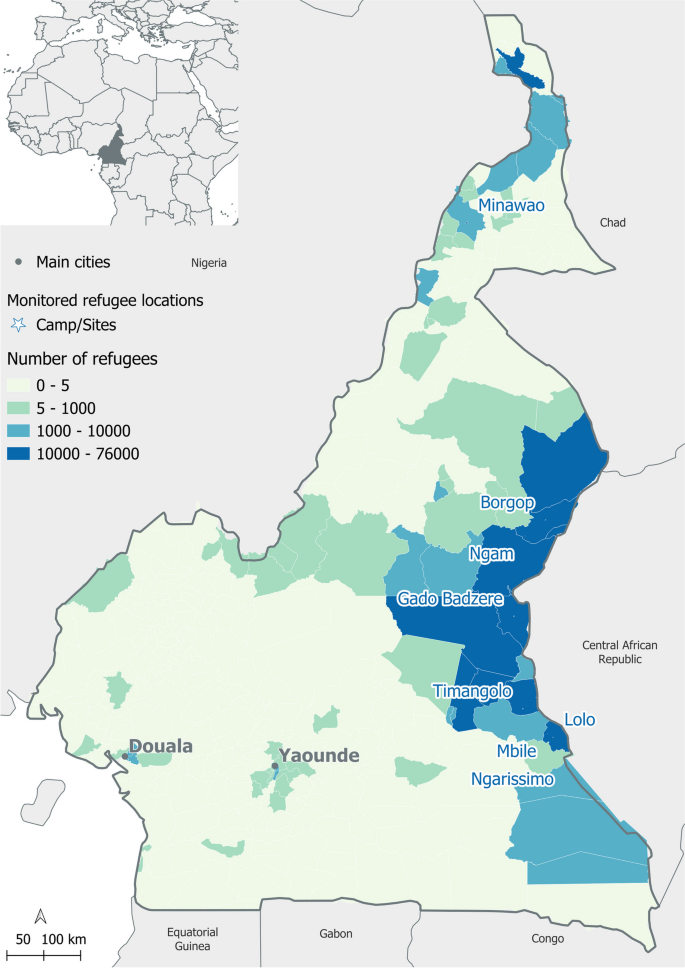 Minawao
Chad
Main cities
Nigeria
Monitored refugee locations
Camp/Sites
Number of refugees
0 - 5
5 - 1000
1000 - 10000
10000 - 76000
Borgop
Ngam
Gado Badzere
Central African
Republic
Timangolo
Lolo
Douala
Yaounde
Mbile
Ngarissimo
50 100 km
Equatorial
Guinea
Gabon
Congo